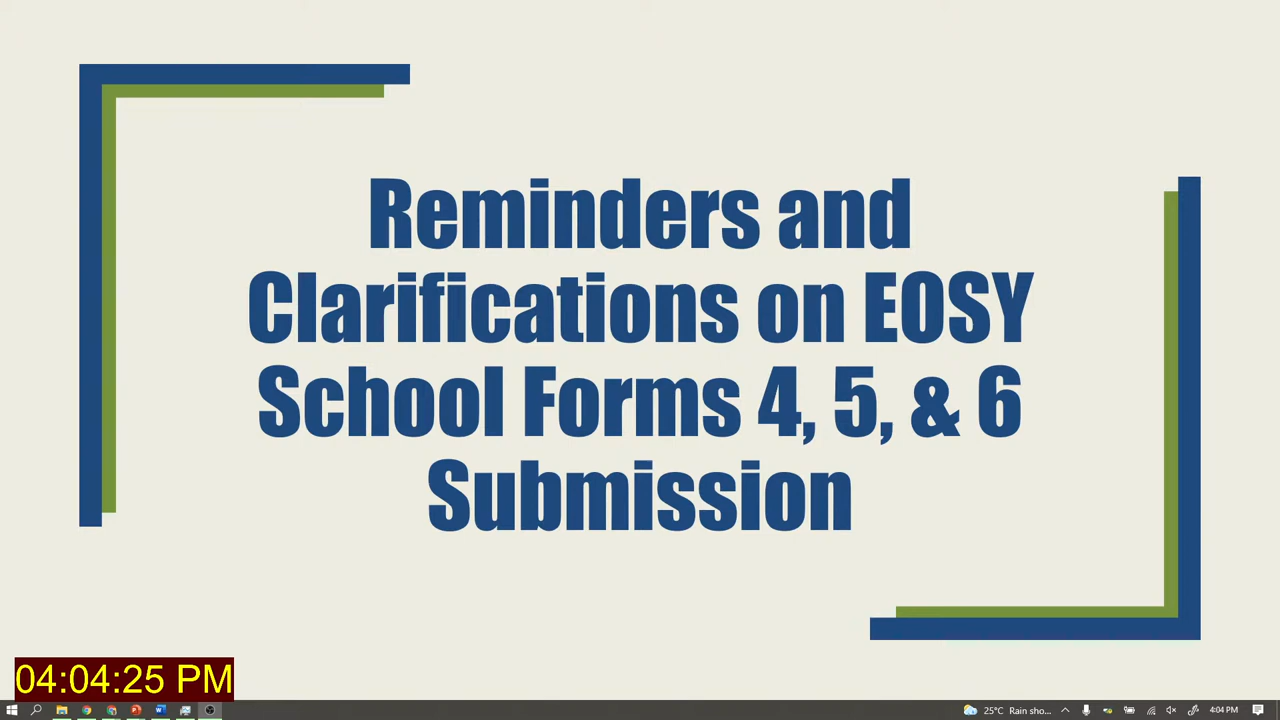 Reminders and
Clarifications on EOSY
School Forms 4, 5, & 6
Submission
04:04:25 PM
25°C Rain sho...
4:04 PM